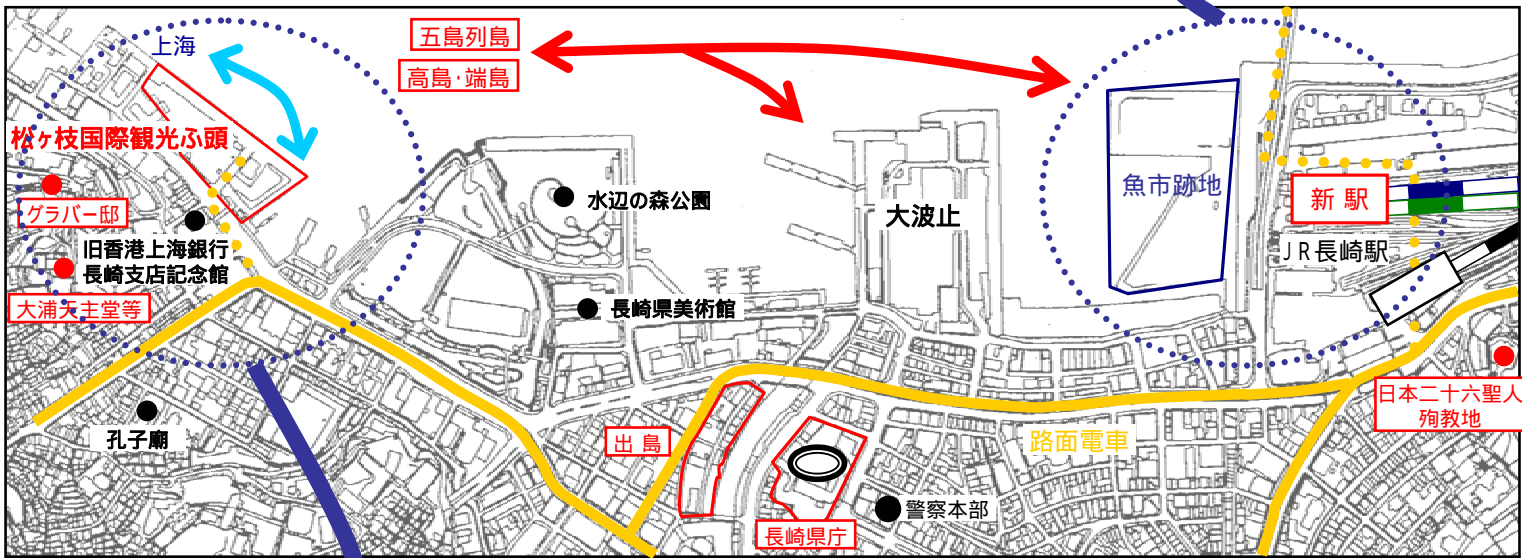 上海
五島列島
高島・端島
松ヶ枝国際観光ふ頭
グラバー邸
旧香港上海銀行
長崎支店記念館
大浦天主堂等
孔子廟
水辺の森公園
長崎県美術館
大波止
魚市跡地
新駅
JR長崎駅
日本二十六聖人
殉教地
路面電車
出島
長崎県庁
警察本部